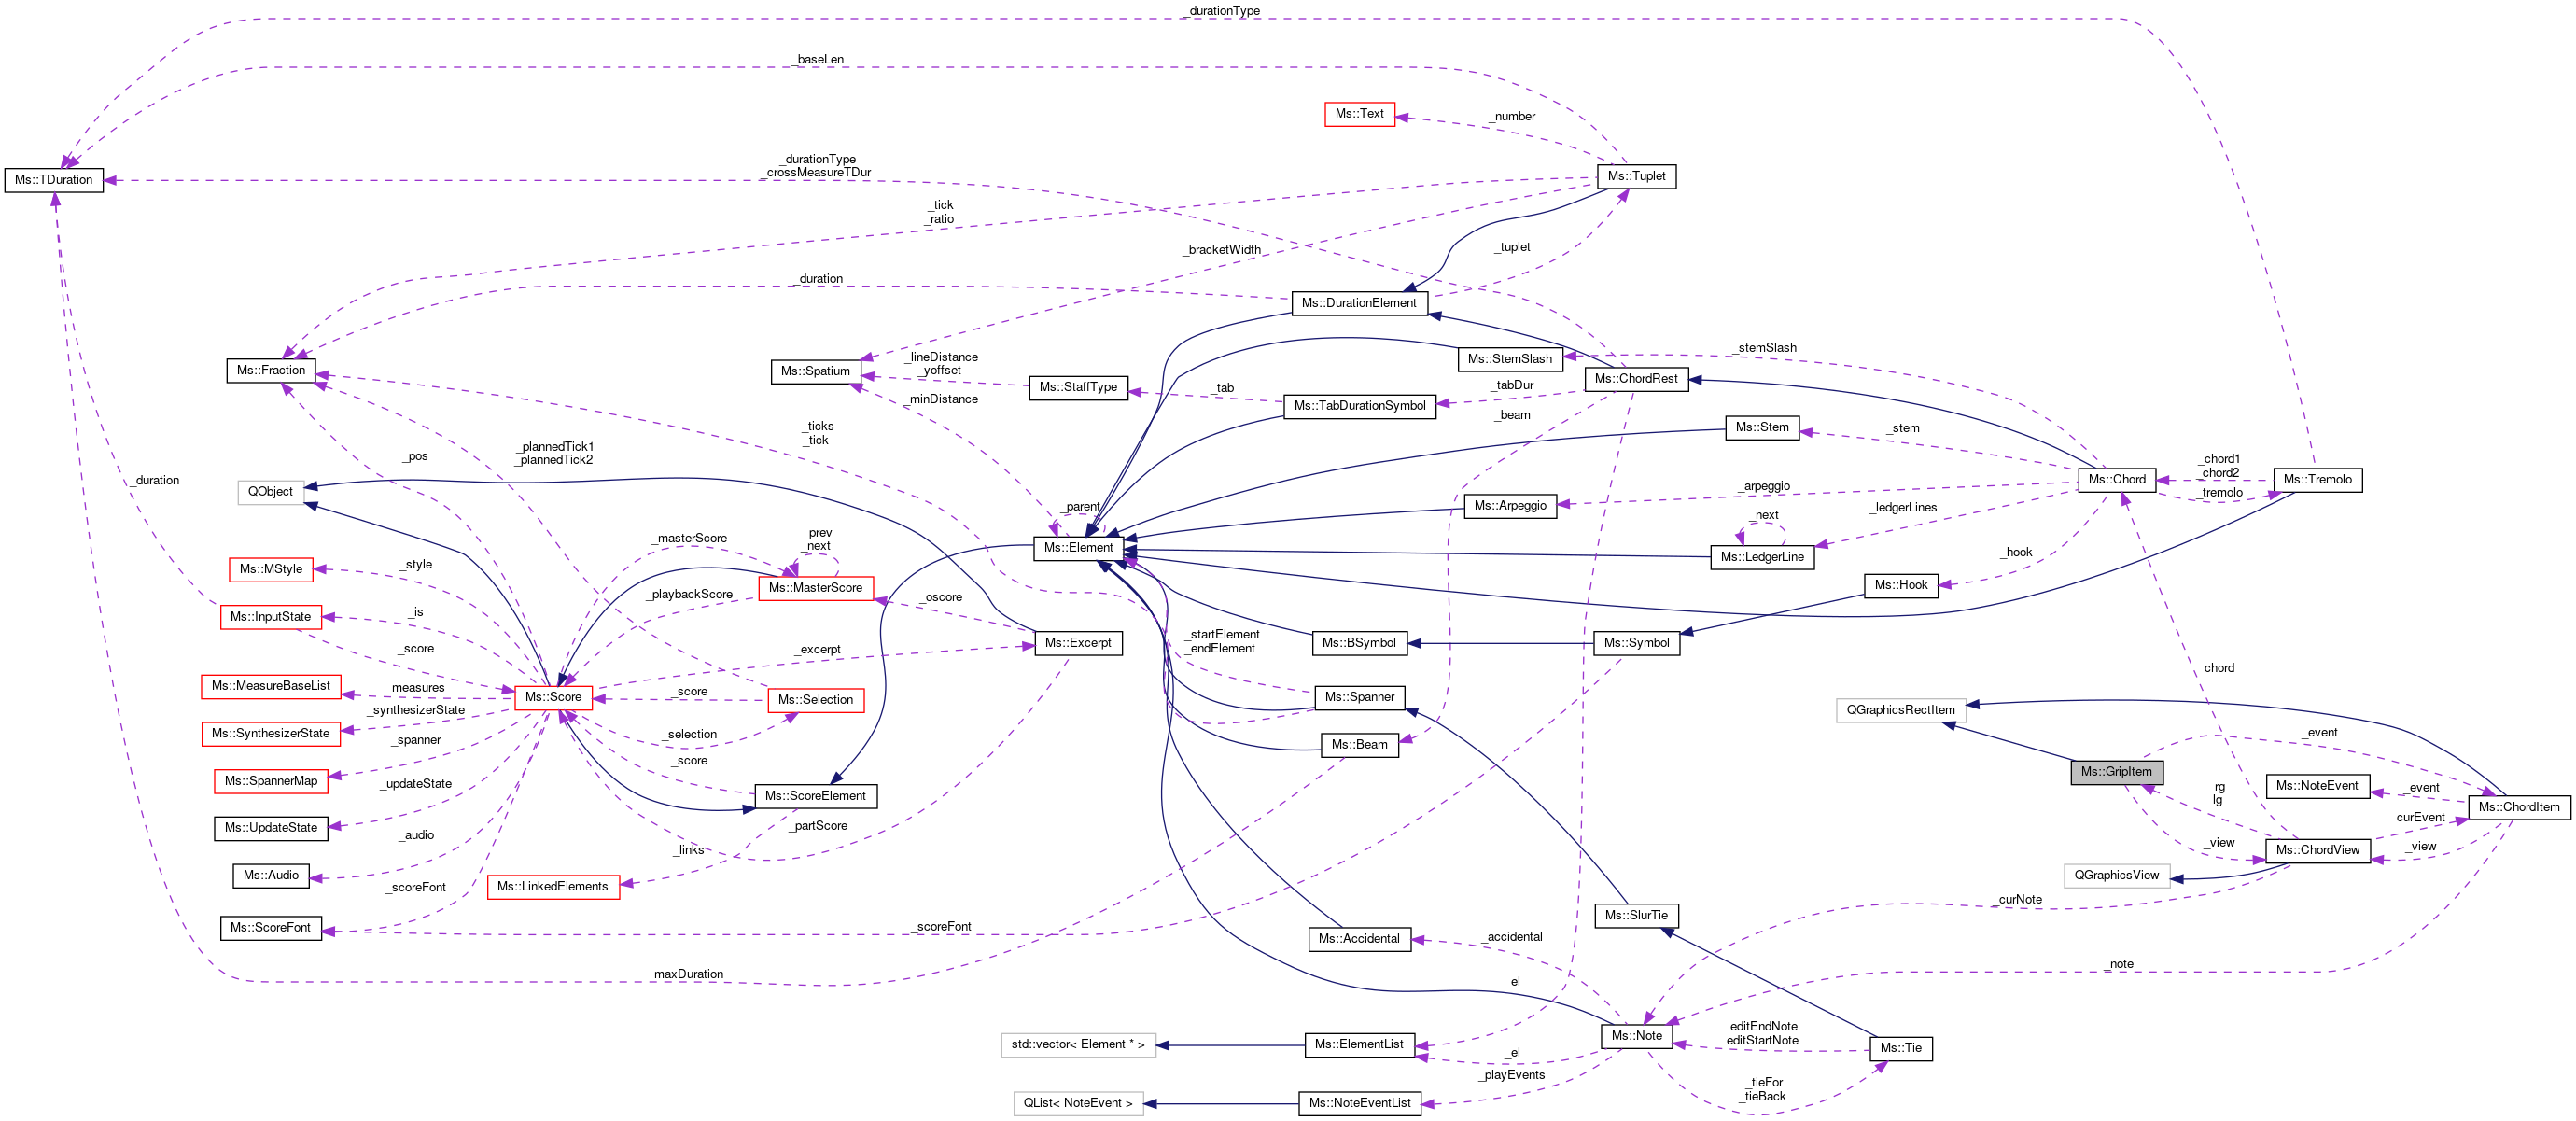 _durationType
_baseLen
Ms::Text
_number
_durationType
_crossMeasureTDur
Ms::TDuration
Ms::Tuplet
_tick
_ratio
_bracketWidth
_tuplet
_duration
Ms::DurationElement
_stemSlash
Ms::Fraction
Ms::Spatium
_lineDistance
_yoffset
Ms::StaffType
_tab
Ms::StemSlash
Ms::ChordRest
_tabDur
Ms::TabDurationSymbol
_minDistance
_beam
_ticks
_tick
Ms::Stem
_stem
_plannedTick1
_plannedTick2
_pos
_duration
QObject
_chord1
_chord2
_tremolo
Ms::Chord
Ms::Tremolo
_arpeggio
Ms::Arpeggio
_parent
_ledgerLines
_next
Ms::Element
Ms::LedgerLine
_masterScore
_prev
_next
_hook
Ms::MStyle
_style
Ms::MasterScore
Ms::Hook
_playbackScore
_oscore
Ms::InputState
_is
_score
_excerpt
Ms::Excerpt
_startElement
_endElement
Ms::BSymbol
Ms::Symbol
chord
Ms::MeasureBaseList
_measures
Ms::Score
_score
Ms::Selection
Ms::Spanner
QGraphicsRectItem
_synthesizerState
Ms::SynthesizerState
_spanner
_selection
_event
Ms::Beam
_score
Ms::SpannerMap
Ms::GripItem
_updateState
Ms::ScoreElement
rg
lg
Ms::NoteEvent
_event
Ms::ChordItem
Ms::UpdateState
_partScore
curEvent
_audio
_links
_view
Ms::ChordView
_view
Ms::Audio
_scoreFont
Ms::LinkedElements
QGraphicsView
_curNote
Ms::ScoreFont
_scoreFont
Ms::SlurTie
Ms::Accidental
_accidental
maxDuration
_el
_note
std::vector< Element * >
Ms::ElementList
_el
Ms::Note
editEndNote
editStartNote
Ms::Tie
_playEvents
_tieFor
_tieBack
QList< NoteEvent >
Ms::NoteEventList